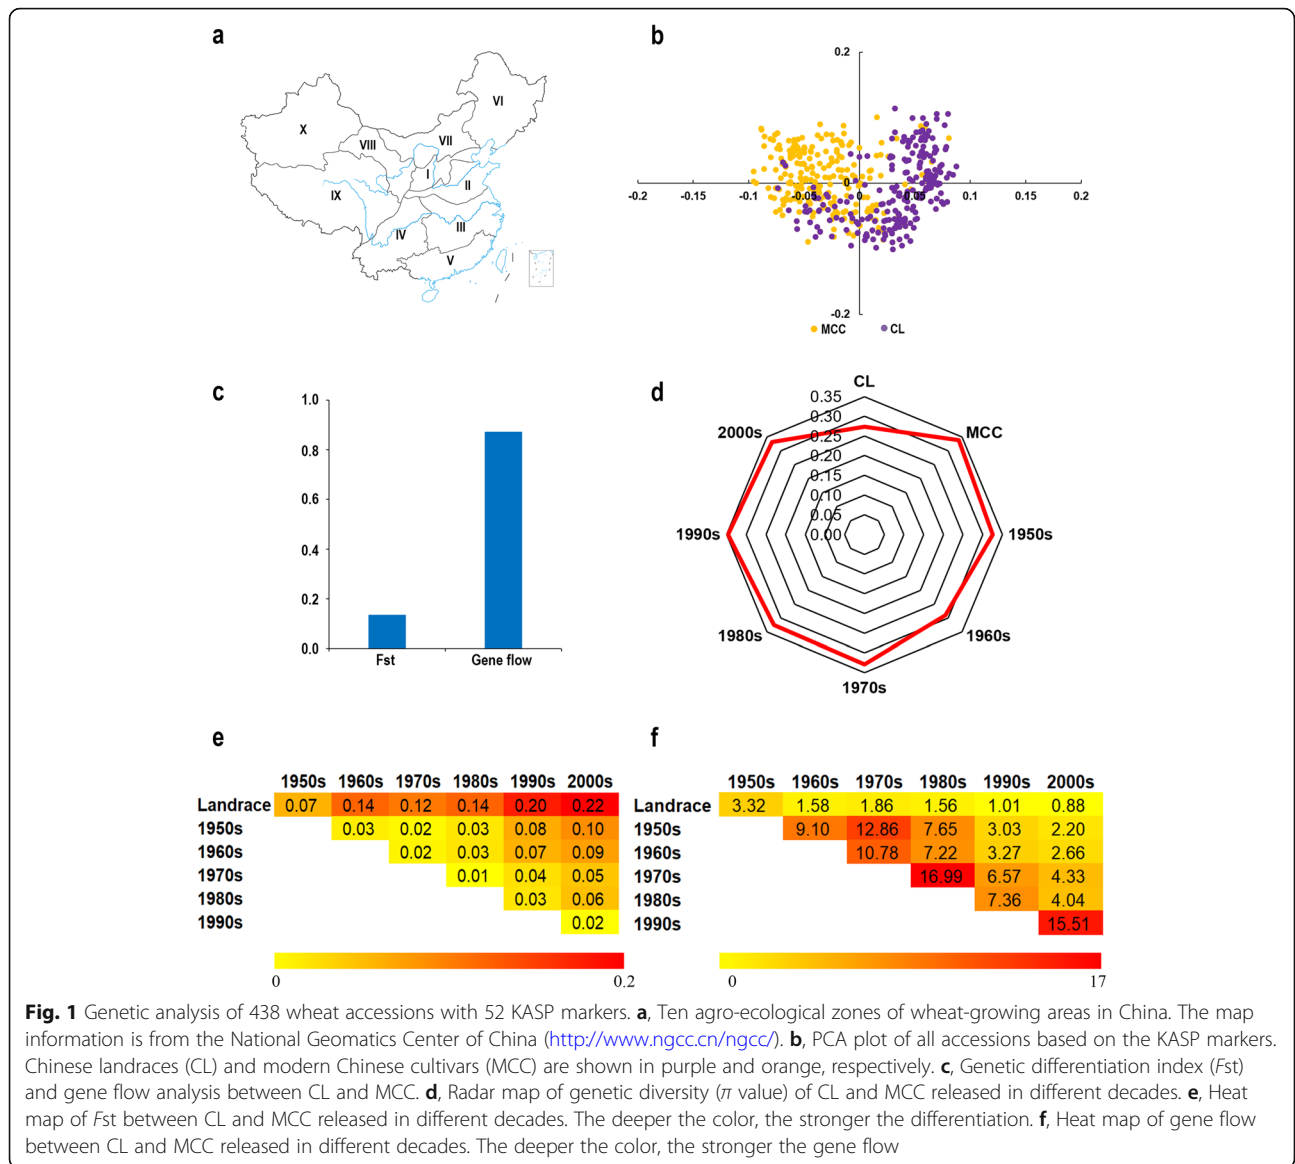 a
X
VIII
VII
VI
I
II
IX
IV
III
V
b
0.2
-0.2
-0.15
-0.1
-0.05
0
0
0.05
0.1
0.15
0.2
-0.2
MCC
CL
c
1.0
0.8
0.6
0.4
0.2
0.0
Fst
Gene flow
d
CL
MCC
1950s
1960s
1970s
1980s
1990s
2000s
0.35
0.30
0.25
0.20
0.15
0.10
0.05
0.00
e
1950s 1960s 1970s 1980s 1990s 2000s
Landrace 0.07 0.14 0.12 0.14 0.20 0.22
1950s 0.03 0.02 0.03 0.08 0.10
1960s 0.02 0.03 0.07 0.09
1970s 0.01 0.04 0.05
1980s 0.03 0.06
1990s 0.02
0 0.2
f
1950s 1960s 1970s 1980s 1990s 2000s
Landrace 3.32 1.58 1.86 1.56 1.01 0.88
1950s 9.10 12.86 7.65 3.03 2.20
1960s 10.78 7.22 3.27 2.66
1970s 16.99 6.57 4.33
1980s 7.36 4.04
1990s 15.51
0 17
Fig. 1 Genetic analysis of 438 wheat accessions with 52 KASP markers. a, Ten agro-ecological zones of wheat-growing areas in China. The map
information is from the National Geomatics Center of China (http://www.ngcc.cn/ngcc/). b, PCA plot of all accessions based on the KASP markers.
Chinese landraces (CL) and modern Chinese cultivars (MCC) are shown in purple and orange, respectively. c, Genetic differentiation index (Fst)
and gene flow analysis between CL and MCC. d, Radar map of genetic diversity (π value) of CL and MCC released in different decades. e, Heat
map of Fst between CL and MCC released in different decades. The deeper the color, the stronger the differentiation. f, Heat map of gene flow
between CL and MCC released in different decades. The deeper the color, the stronger the gene flow